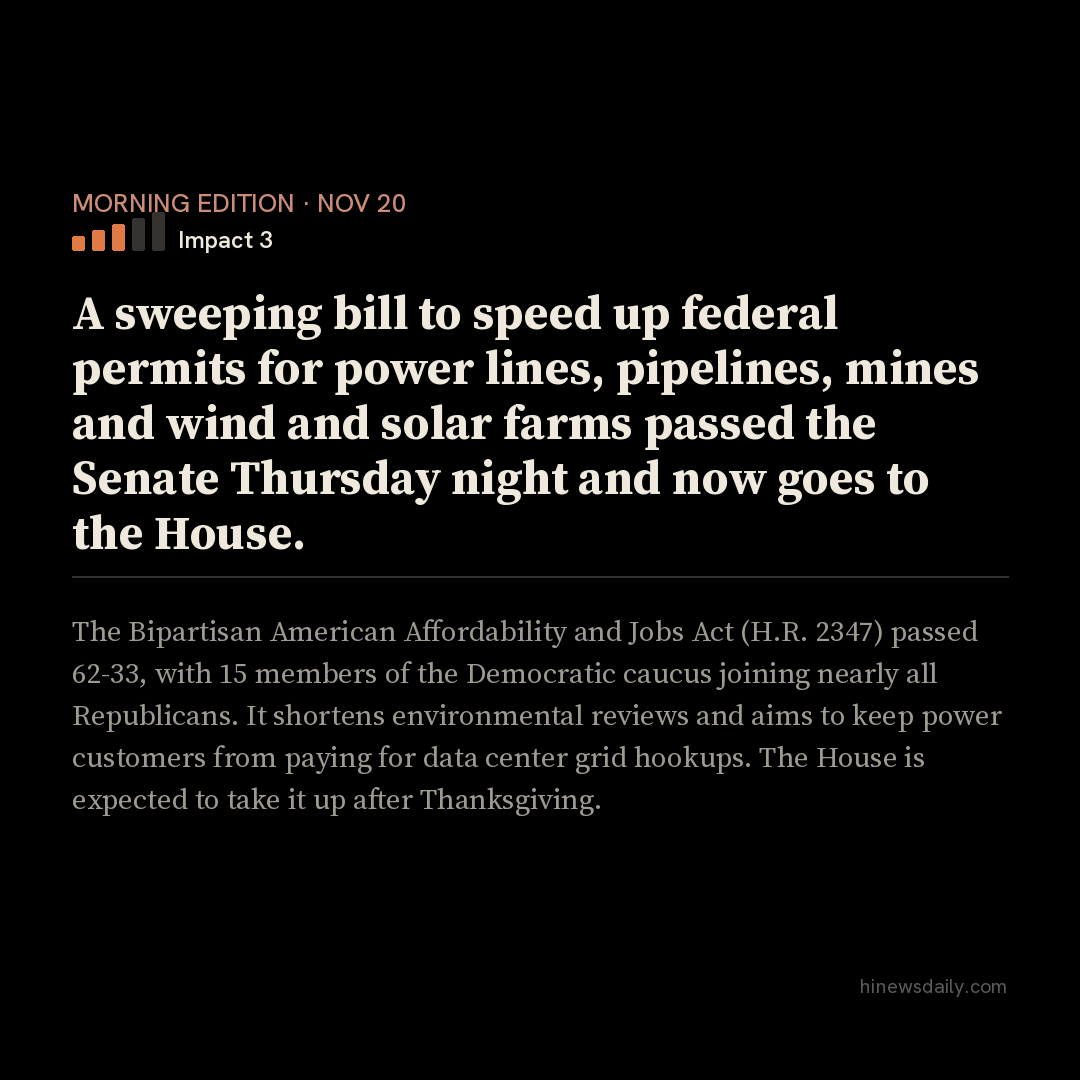 MORNING EDITION · NOV 20
Impact 3
A sweeping bill to speed up federal
permits for power lines, pipelines, mines
and wind and solar farms passed the
Senate Thursday night and now goes to
the House.
The Bipartisan American Affordability and Jobs Act (H.R. 2347) passed
62-33, with 15 members of the Democratic caucus joining nearly all
Republicans. It shortens environmental reviews and aims to keep power
customers from paying for data center grid hookups. The House is
expected to take it up after Thanksgiving.
hinewsdaily.com